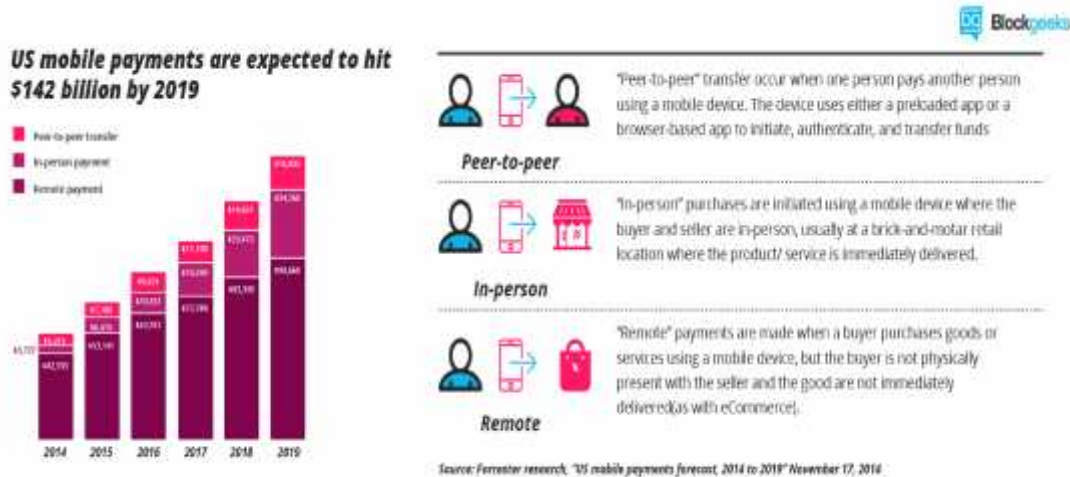 Blockgeeks
US mobile payments are expected to hit
$142 billion by 2019
Peer-to-peer transfer
In-person payment
Remote payment
2014 2015 2016 2017 2018 2019
"Peer-to-peer" transfer occur when one person pays another person
using a mobile device. The device uses either a preloaded app or a
browser-based app to initiate, authenticate, and transfer funds
Peer-to-peer
"In-person" purchases are initiated using a mobile device where the
buyer and seller are in-person, usually at a brick-and-motar retail
location where the product/ service is immediately delivered.
In-person
"Remote" payments are made when a buyer purchases goods or
services using a mobile device, but the buyer is not physically
present with the seller and the good are not immediately
delivered(as with eCommerce).
Remote
Source: Forrester research, "US mobile payments forecast, 2014 to 2019" November 17, 2014